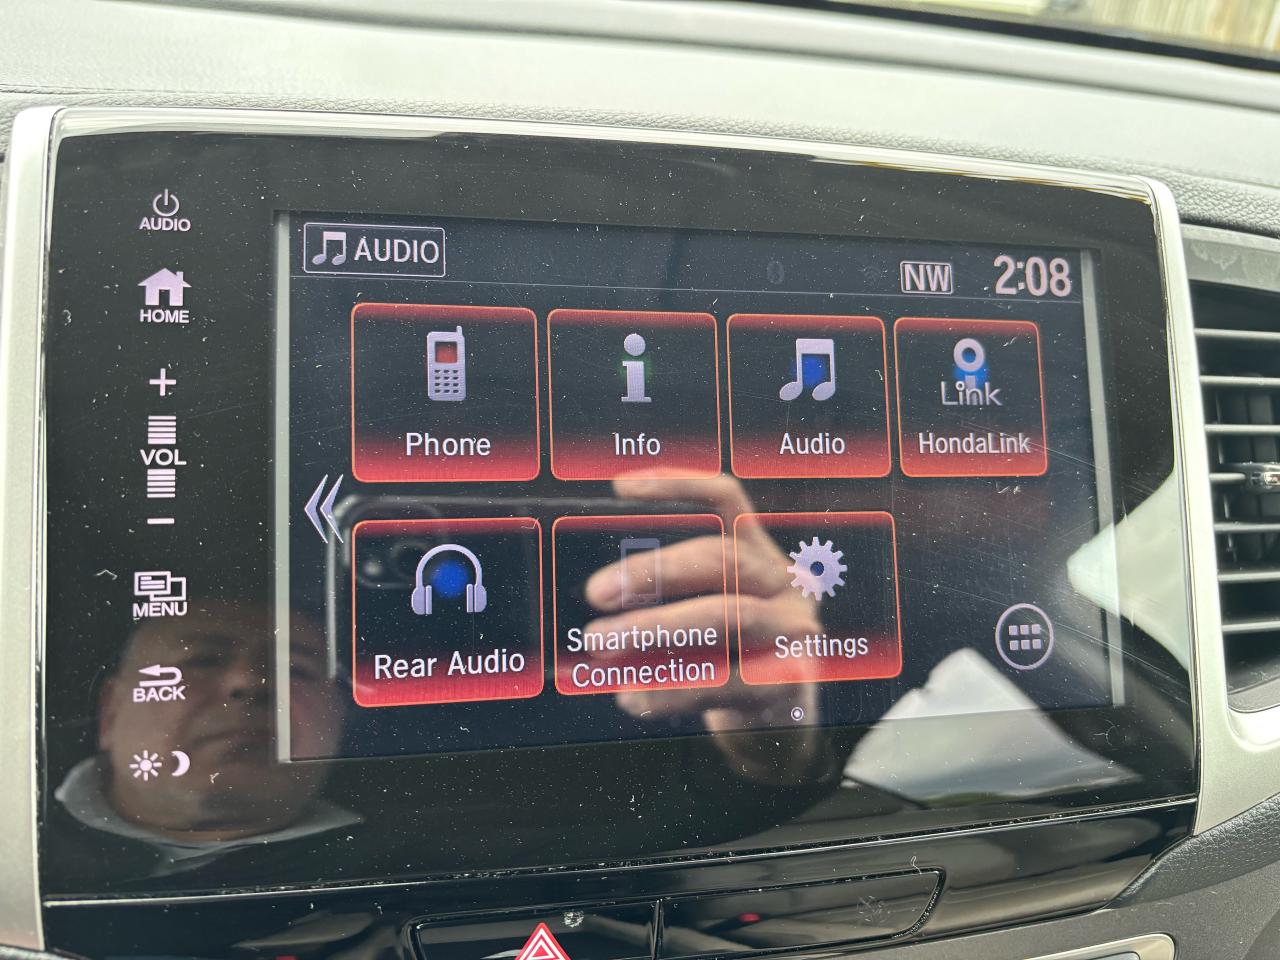 AUDIO
HOME
VOL
MENU
BACK
AUDIO
NW
2:08
Phone
Info
Audio
Link
HondaLink
Rear Audio
Smartphone
Connection
Settings